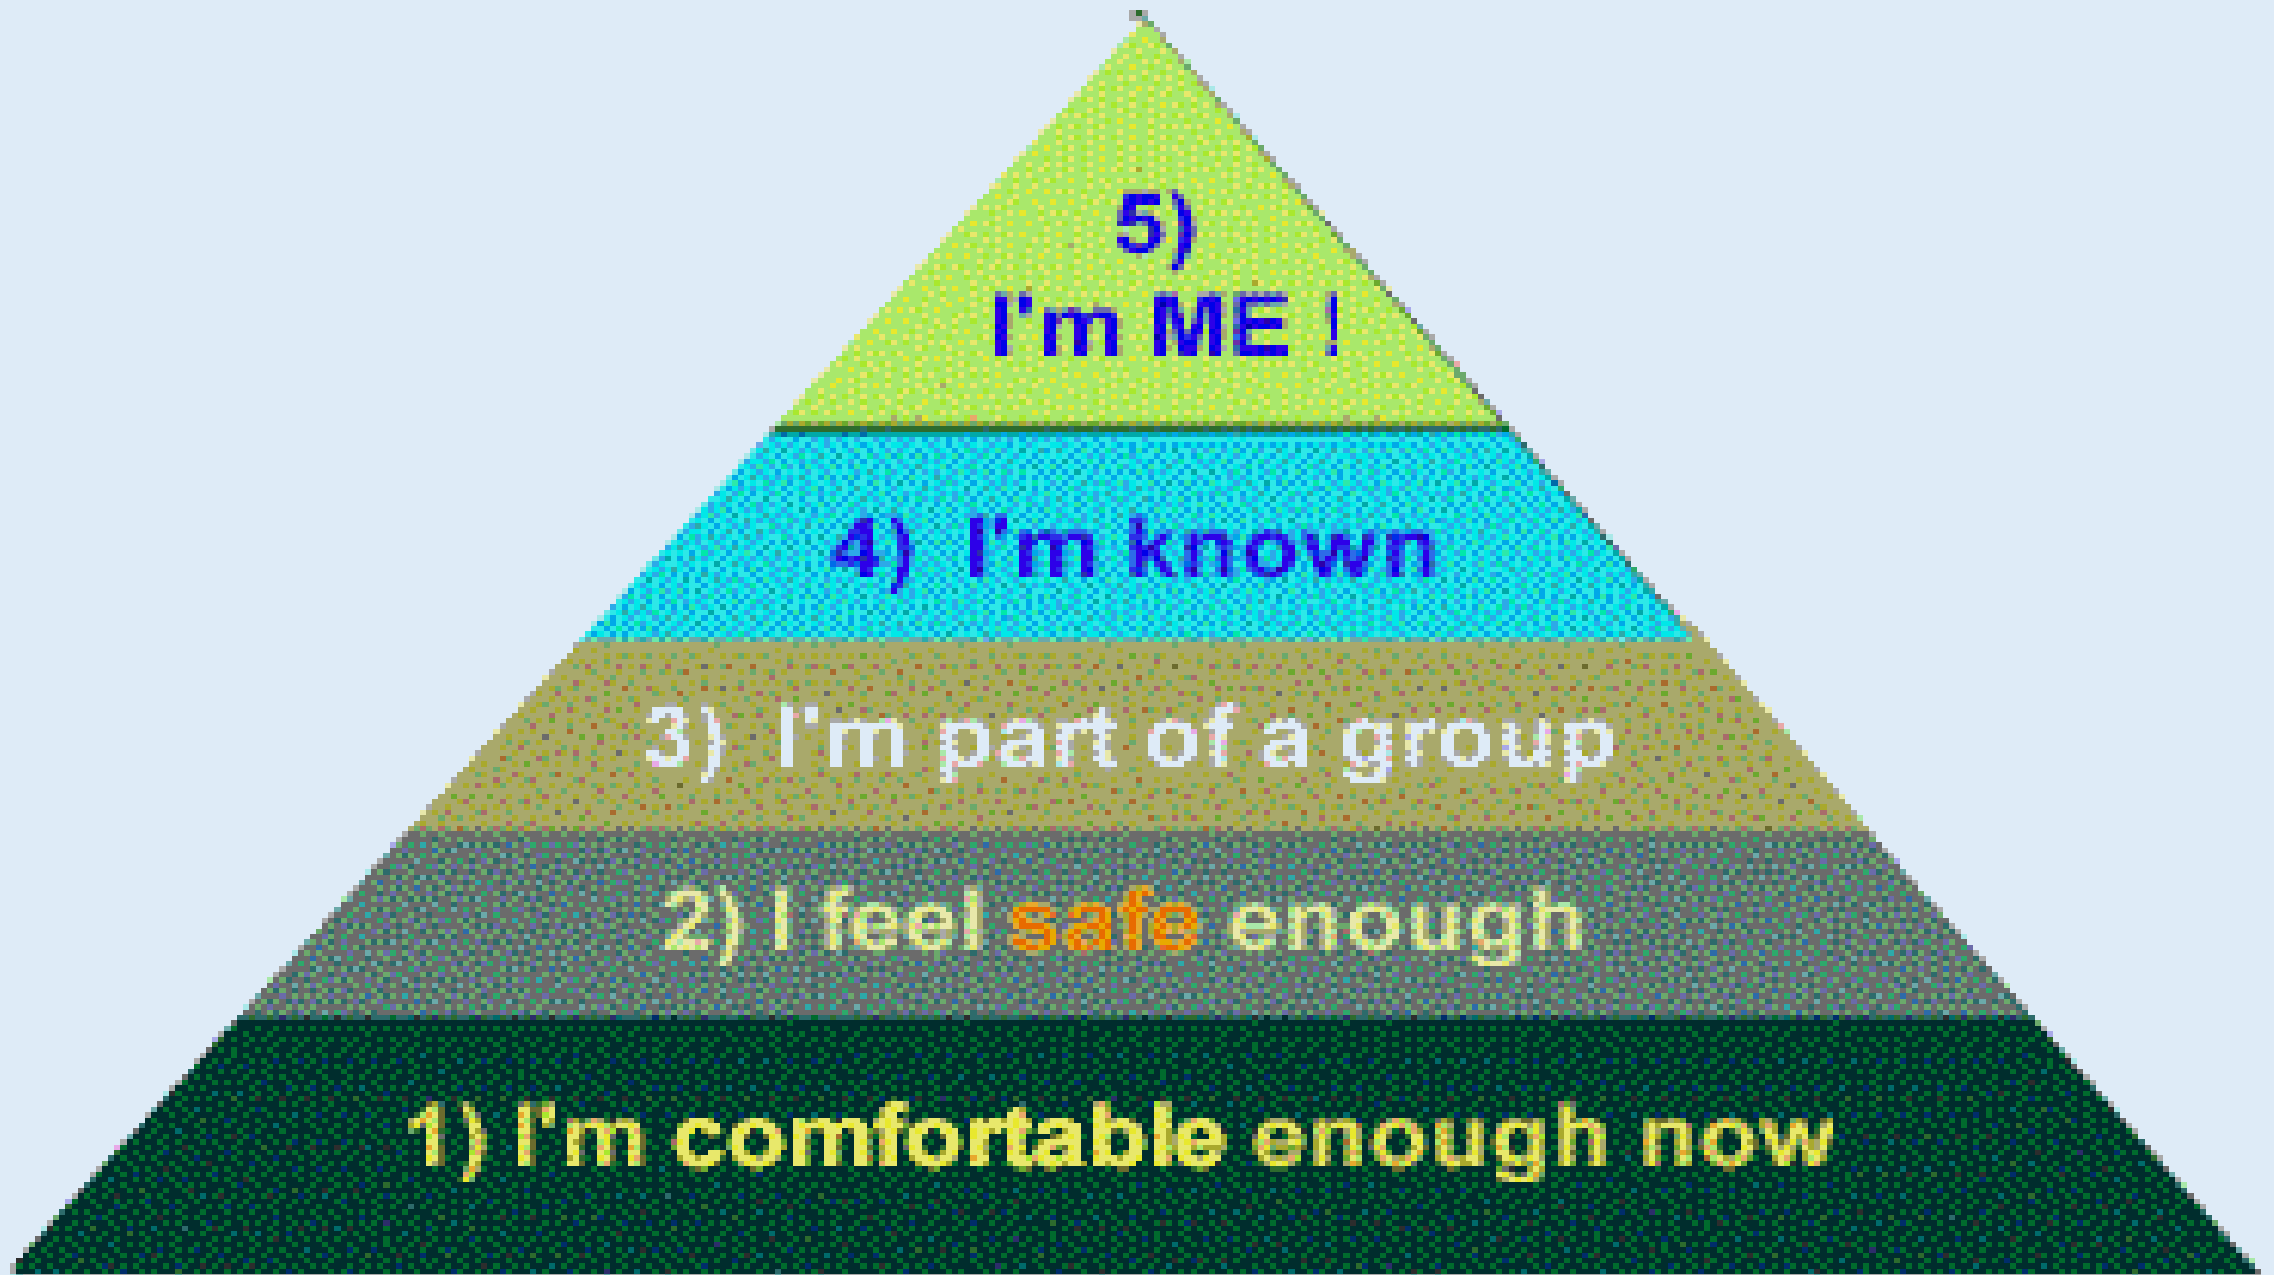 5)
I'm ME !
4) I'm known
3) I'm part of a group
2) I feel safe enough
1) I'm comfortable enough now